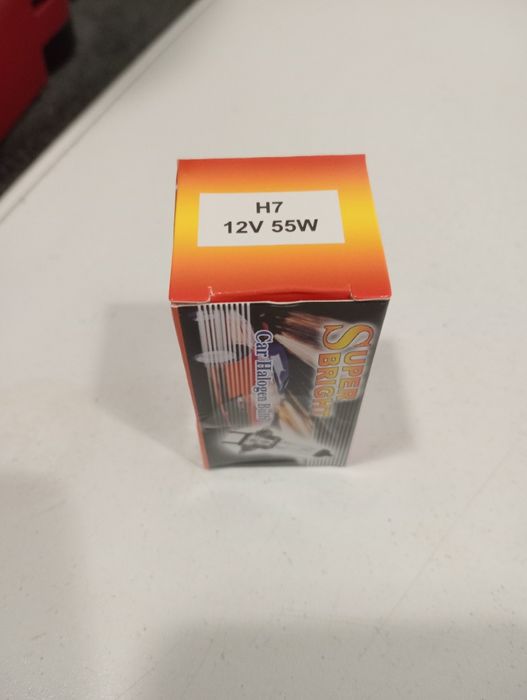 H7
12V 55W
SUPER
BRIGHT
Car Halogen Bulb